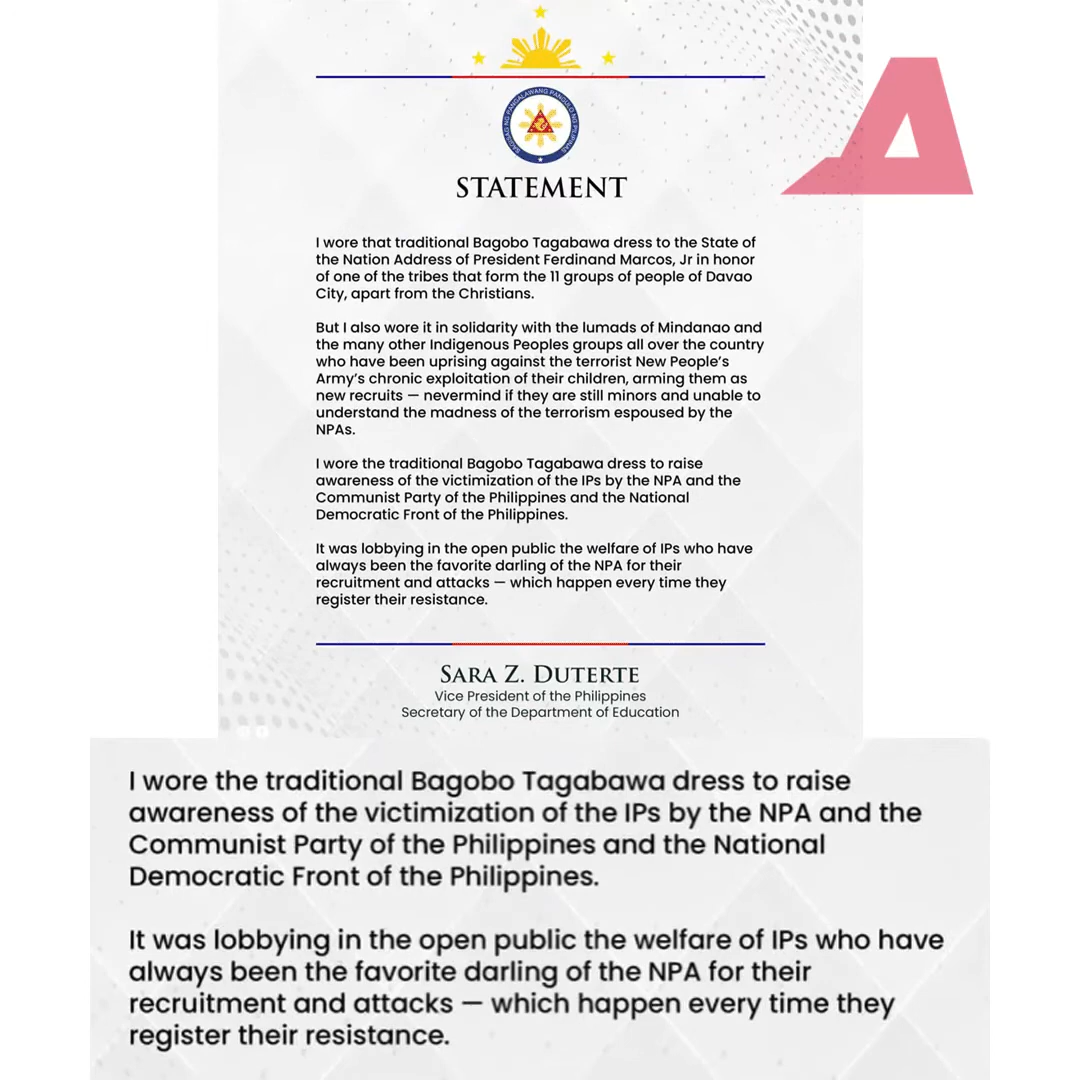 SAGISAG NG PANGALAWANG PANGULO NG PILIPINAS
STATEMENT
I wore that traditional Bagobo Tagabawa dress to the State of
the Nation Address of President Ferdinand Marcos, Jr in honor
of one of the tribes that form the 11 groups of people of Davao
City, apart from the Christians.
But I also wore it in solidarity with the lumads of Mindanao and
the many other Indigenous Peoples groups all over the country
who have been uprising against the terrorist New People's
Army's chronic exploitation of their children, arming them as
new recruits — nevermind if they are still minors and unable to
understand the madness of the terrorism espoused by the
NPAs.
I wore the traditional Bagobo Tagabawa dress to raise
awareness of the victimization of the IPs by the NPA and the
Communist Party of the Philippines and the National
Democratic Front of the Philippines.
It was lobbying in the open public the welfare of IPs who have
always been the favorite darling of the NPA for their
recruitment and attacks — which happen every time they
register their resistance.
SARA Z. DUTERTE
Vice President of the Philippines
Secretary of the Department of Education
I wore the traditional Bagobo Tagabawa dress to raise
awareness of the victimization of the IPs by the NPA and the
Communist Party of the Philippines and the National
Democratic Front of the Philippines.
It was lobbying in the open public the welfare of IPs who have
always been the favorite darling of the NPA for their
recruitment and attacks — which happen every time they
register their resistance.